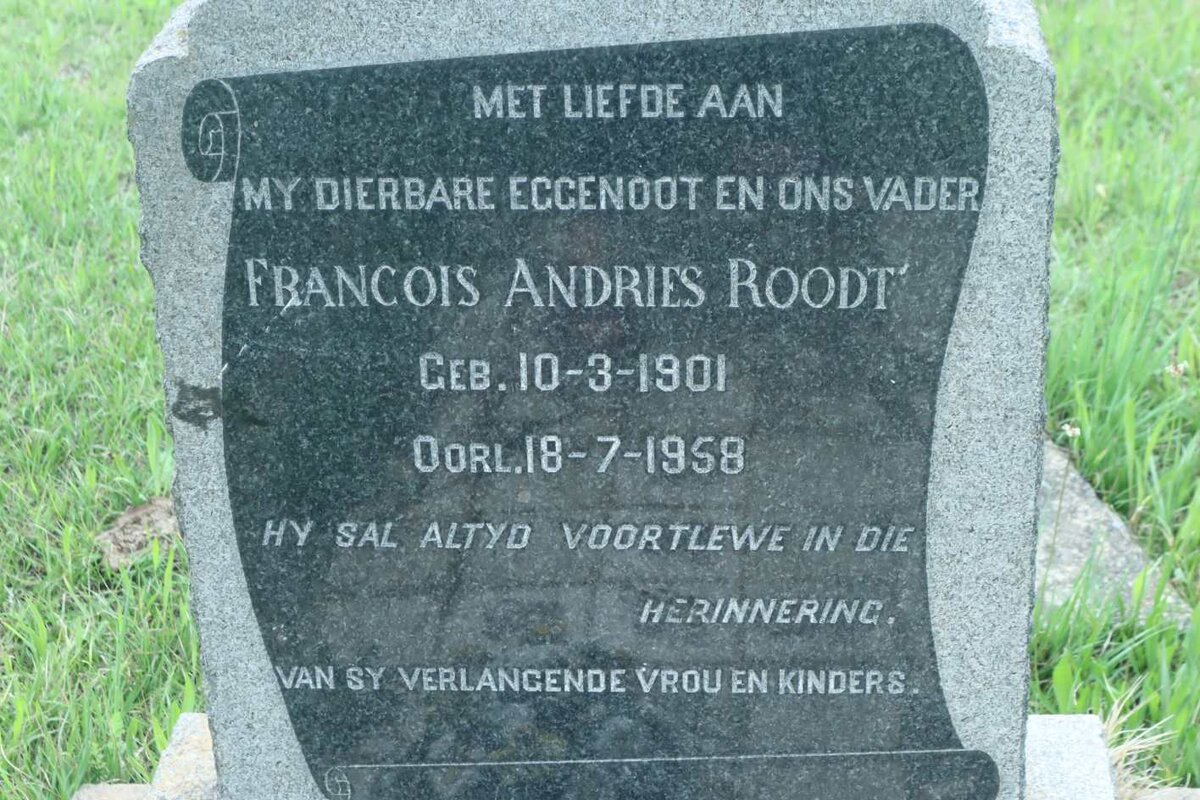 MET LIEFDE AAN
MY DIERBARE EGGENOOT EN ONS VADER
FRANCOIS ANDRIES ROODT
GEB. 10-3-1901
OORL. 18-7-1958
HY SAL ALTYD VOORTLEWE IN DIE
HERINNERING.
VAN SY VERLANGENDE VROU EN KINDERS.